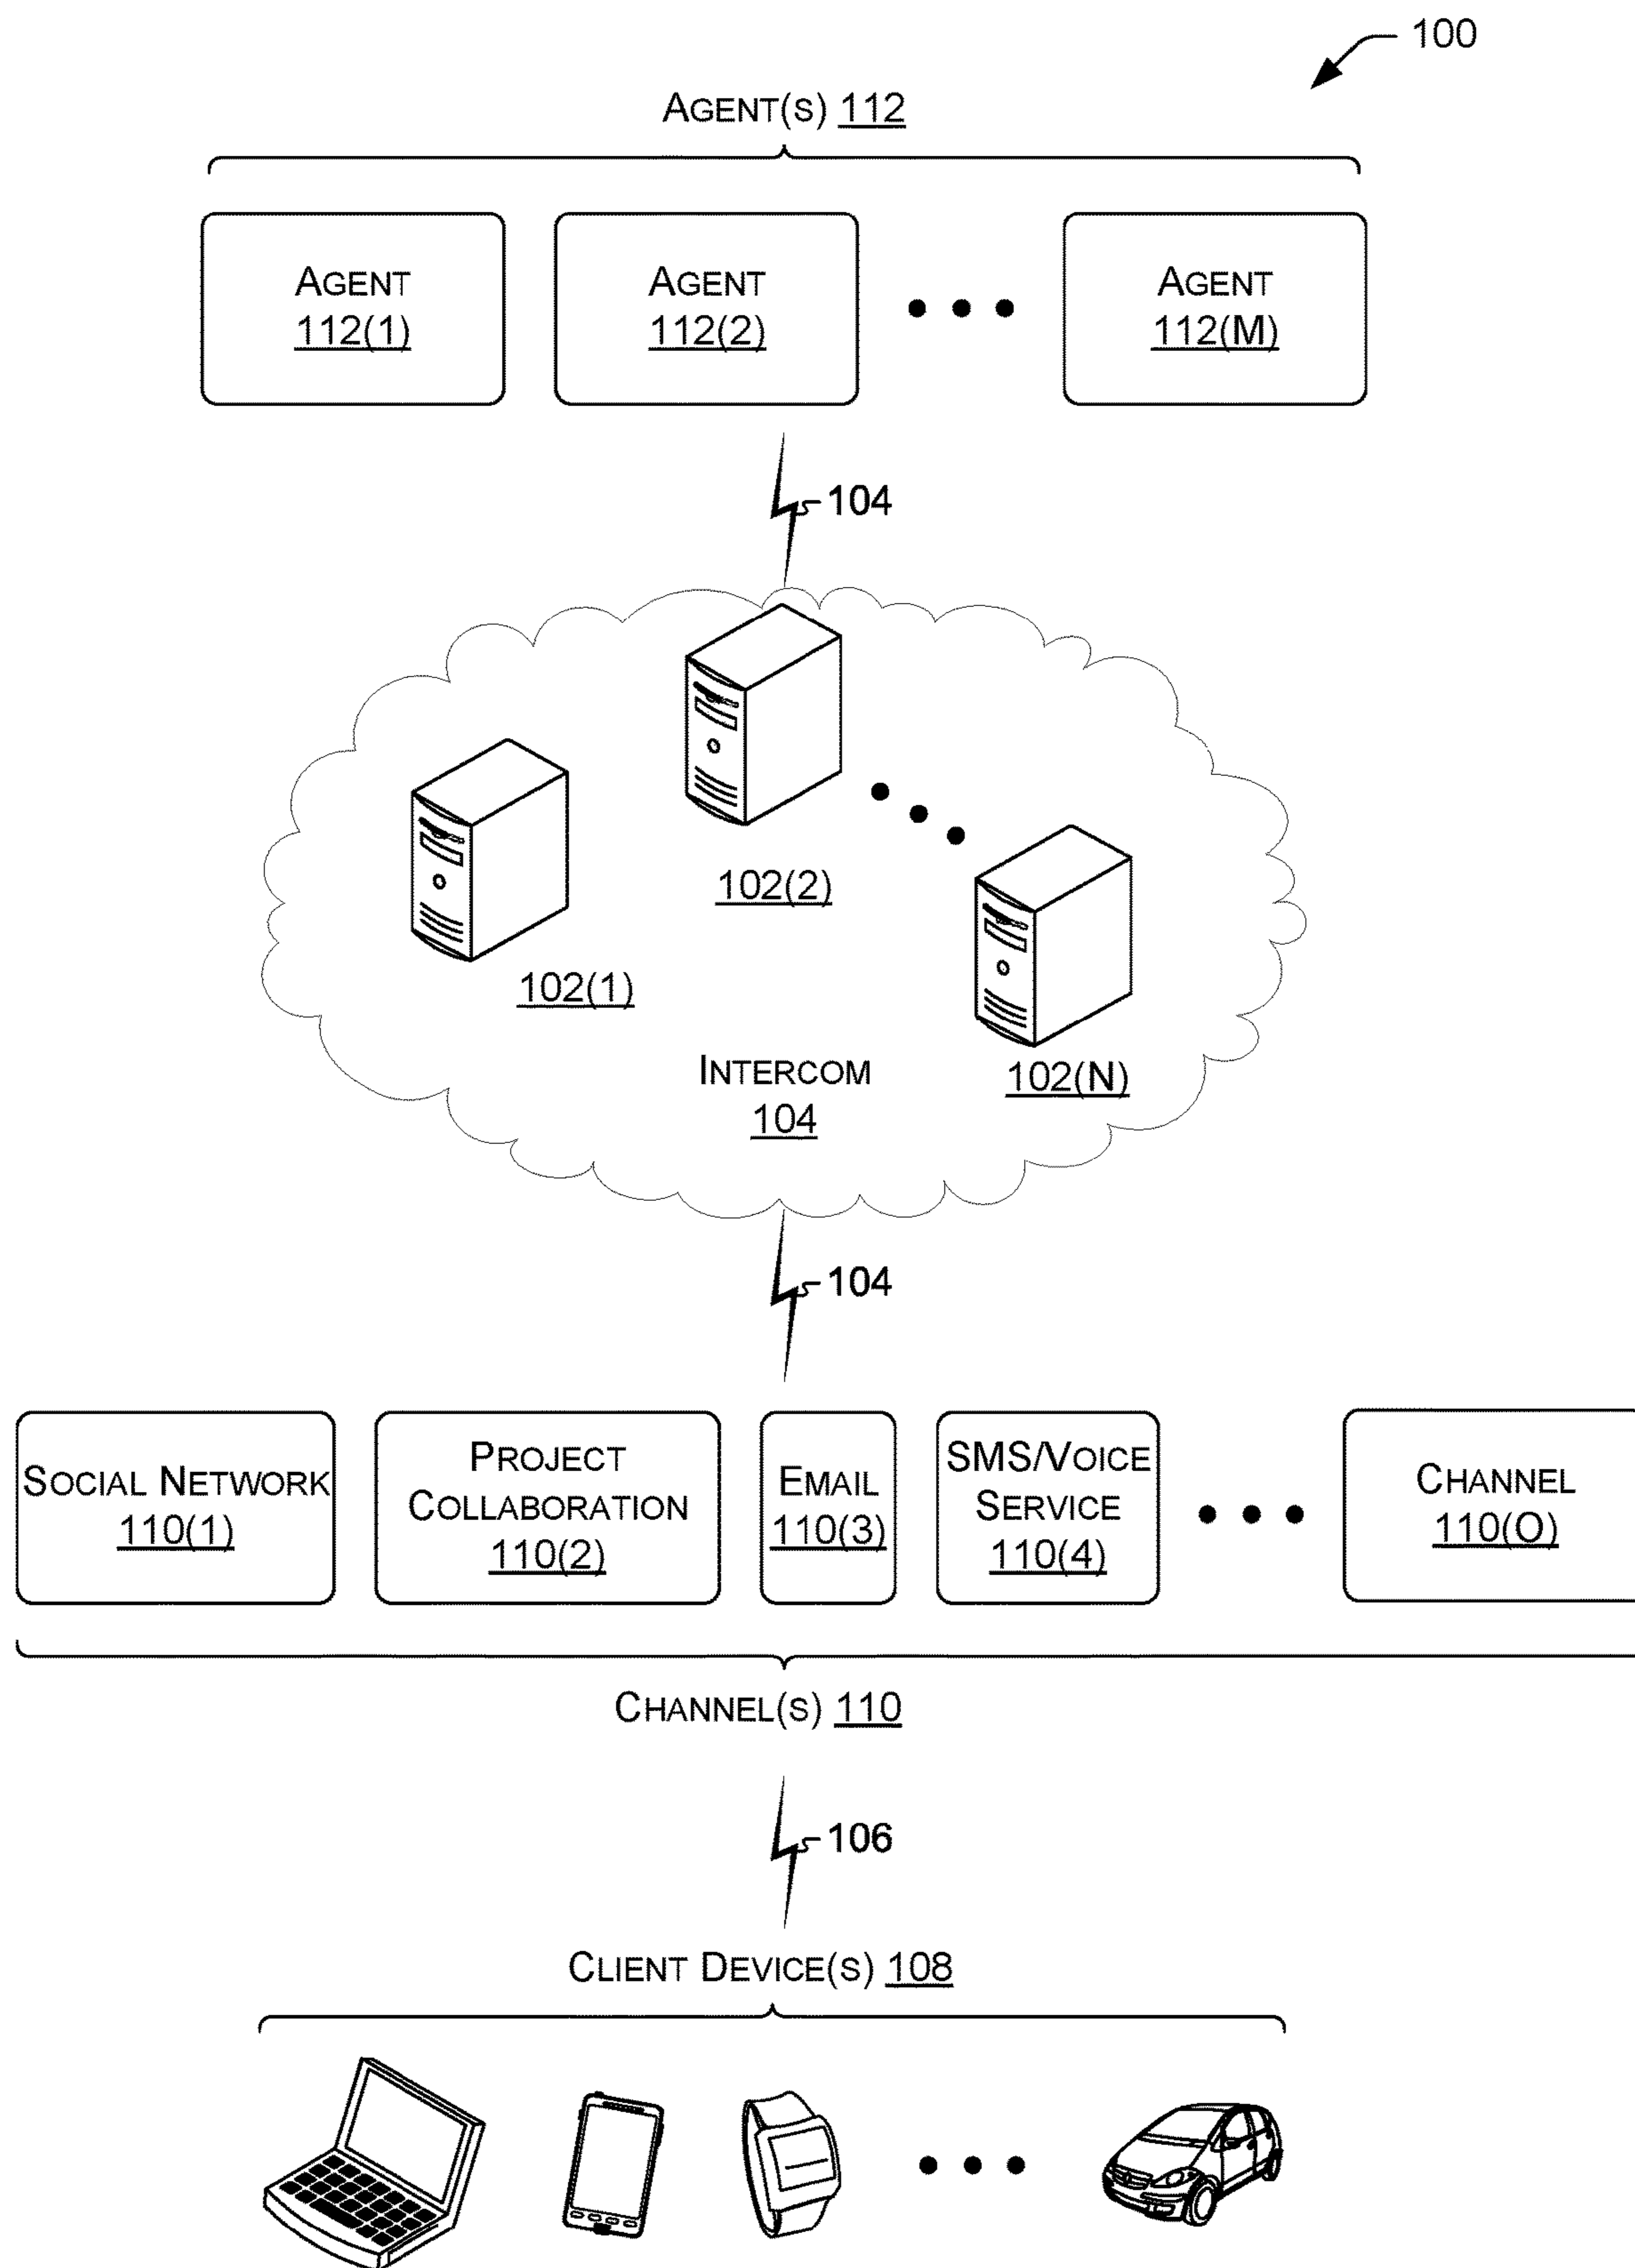 100
AGENT(S) 112
AGENT
112(1)
AGENT
112(2)
AGENT
112(M)
104
102(2)
102(1)
102(N)
INTERCOM
104
104
SOCIAL NETWORK
110(1)
PROJECT
COLLABORATION
110(2)
EMAIL
110(3)
SMS/VOICE
SERVICE
110(4)
CHANNEL
110(O)
CHANNEL(S) 110
106
CLIENT DEVICE(S) 108